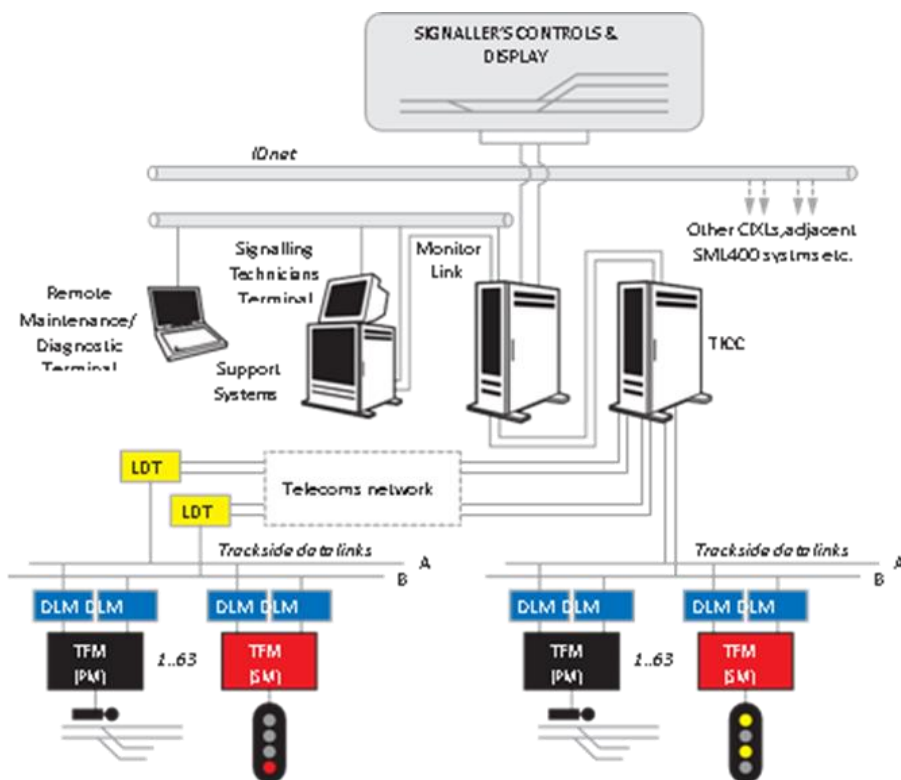 SIGNALLER'S CONTROLS &
DISPLAY
IDnet
Other CIXLs, adjacent
SML400 systms etc.
Signalling
Technicians
Terminal
Monitor
Link
Remote
Maintenance/
Diagnostic
Terminal
Support
Systems
TICC
LDT
Telecoms network
LDT
Trackside data links
A
B
Trackside data links
A
B
DLM DLM
DLM DLM
DLM DLM
DLM DLM
TFM
(PM)
1..63
TFM
(SM)
TFM
(PM)
1..63
TFM
(SM)